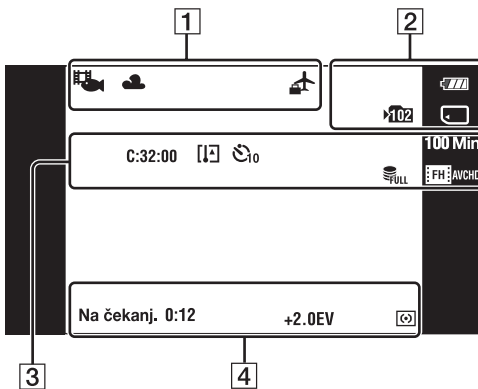 1 2
102
C:32:00 10 100 Min
FULL FH AVCHD
Na čekanj. 0:12 +2.0EV
3 4